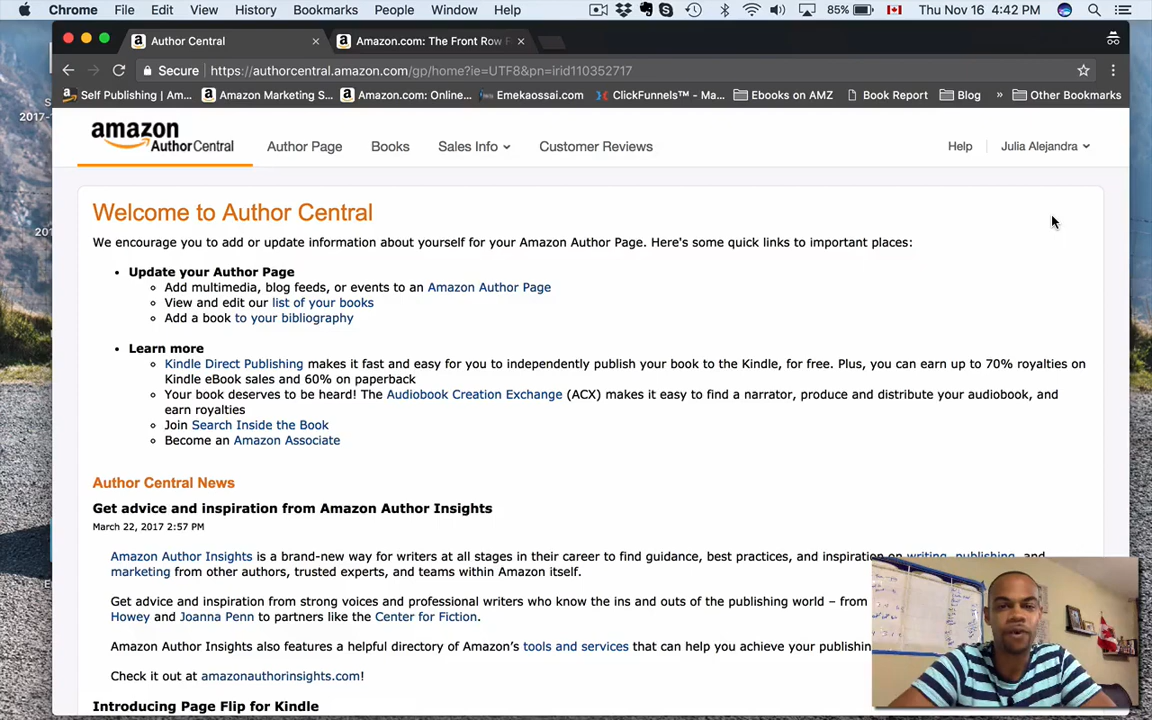 Chrome File Edit View History Bookmarks People Window Help 85% Thu Nov 16 4:42 PM
Author Central Amazon.com: The Front Row F
Secure https://authorcentral.amazon.com/gp/home?ie=UTF8&pn=irid110352717
Self Publishing | Am... Amazon Marketing S... Amazon.com: Online... Emekaossai.com ClickFunnels™ - Ma... Ebooks on AMZ Book Report Blog » Other Bookmarks
amazon
AuthorCentral Author Page Books Sales Info Customer Reviews Help Julia Alejandra
Welcome to Author Central
We encourage you to add or update information about yourself for your Amazon Author Page. Here's some quick links to important places:
Update your Author Page
Add multimedia, blog feeds, or events to an Amazon Author Page
View and edit our list of your books
Add a book to your bibliography
Learn more
Kindle Direct Publishing makes it fast and easy for you to independently publish your book to the Kindle, for free. Plus, you can earn up to 70% royalties on
Kindle eBook sales and 60% on paperback
Your book deserves to be heard! The Audiobook Creation Exchange (ACX) makes it easy to find a narrator, produce and distribute your audiobook, and
earn royalties
Join Search Inside the Book
Become an Amazon Associate
Author Central News
Get advice and inspiration from Amazon Author Insights
March 22, 2017 2:57 PM
Amazon Author Insights is a brand-new way for writers at all stages in their career to find guidance, best practices, and inspiration on writing, publishing, and
marketing from other authors, trusted experts, and teams within Amazon itself.
Get advice and inspiration from strong voices and professional writers who know the ins and outs of the publishing world – from
Howey and Joanna Penn to partners like the Center for Fiction.
Amazon Author Insights also features a helpful directory of Amazon's tools and services that can help you achieve your publishin
Check it out at amazonauthorinsights.com!
Introducing Page Flip for Kindle